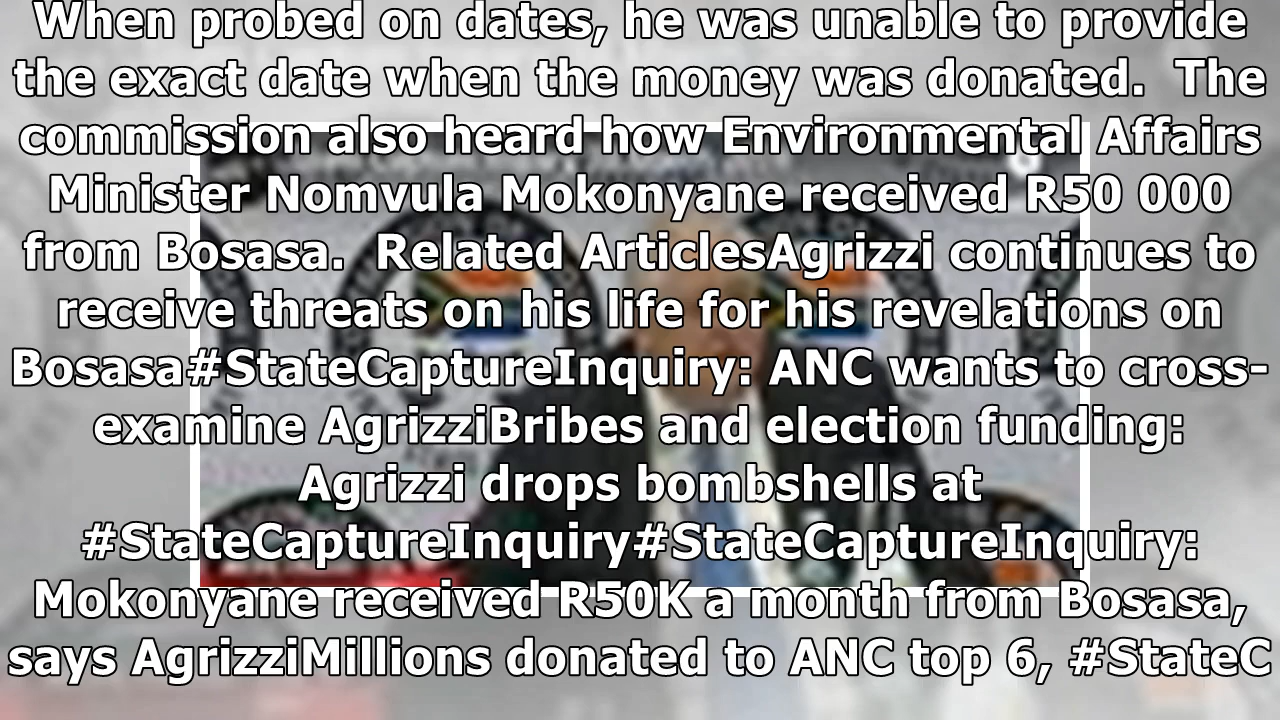 When probed on dates, he was unable to provide
the exact date when the money was donated.  The
commission also heard how Environmental Affairs
Minister Nomvula Mokonyane received R50 000
from Bosasa.  Related ArticlesAgrizzi continues to
receive threats on his life for his revelations on
Bosasa#StateCaptureInquiry: ANC wants to cross-
examine AgrizziBribes and election funding:
Agrizzi drops bombshells at
#StateCaptureInquiry#StateCaptureInquiry:
Mokonyane received R50K a month from Bosasa,
says AgrizziMillions donated to ANC top 6, #StateC